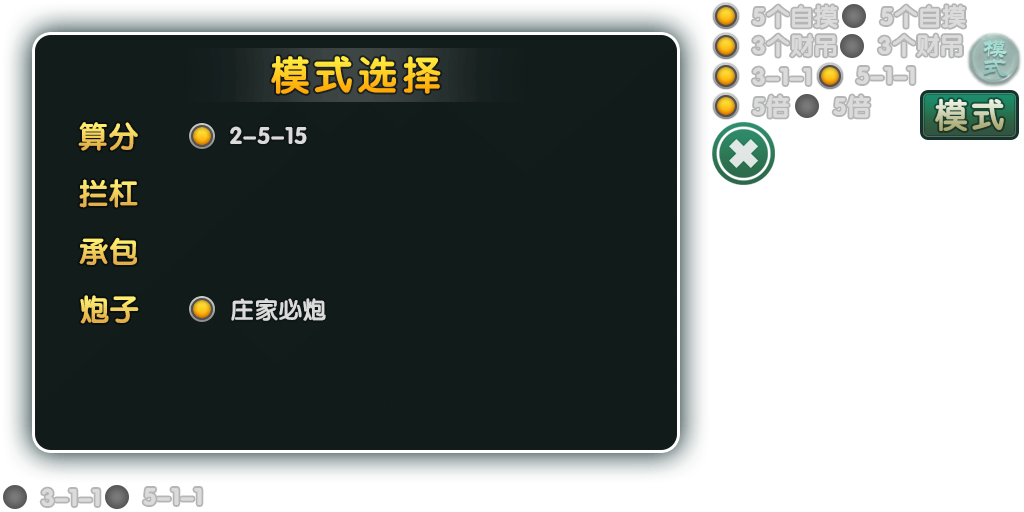 模式选择
算分 2-5-15
拦杠
承包
炮子 庄家必炮
5个自摸 5个自摸
3个财吊 3个财吊
3-1-1 5-1-1
5倍 5倍
模式
模式
3-1-1 5-1-1